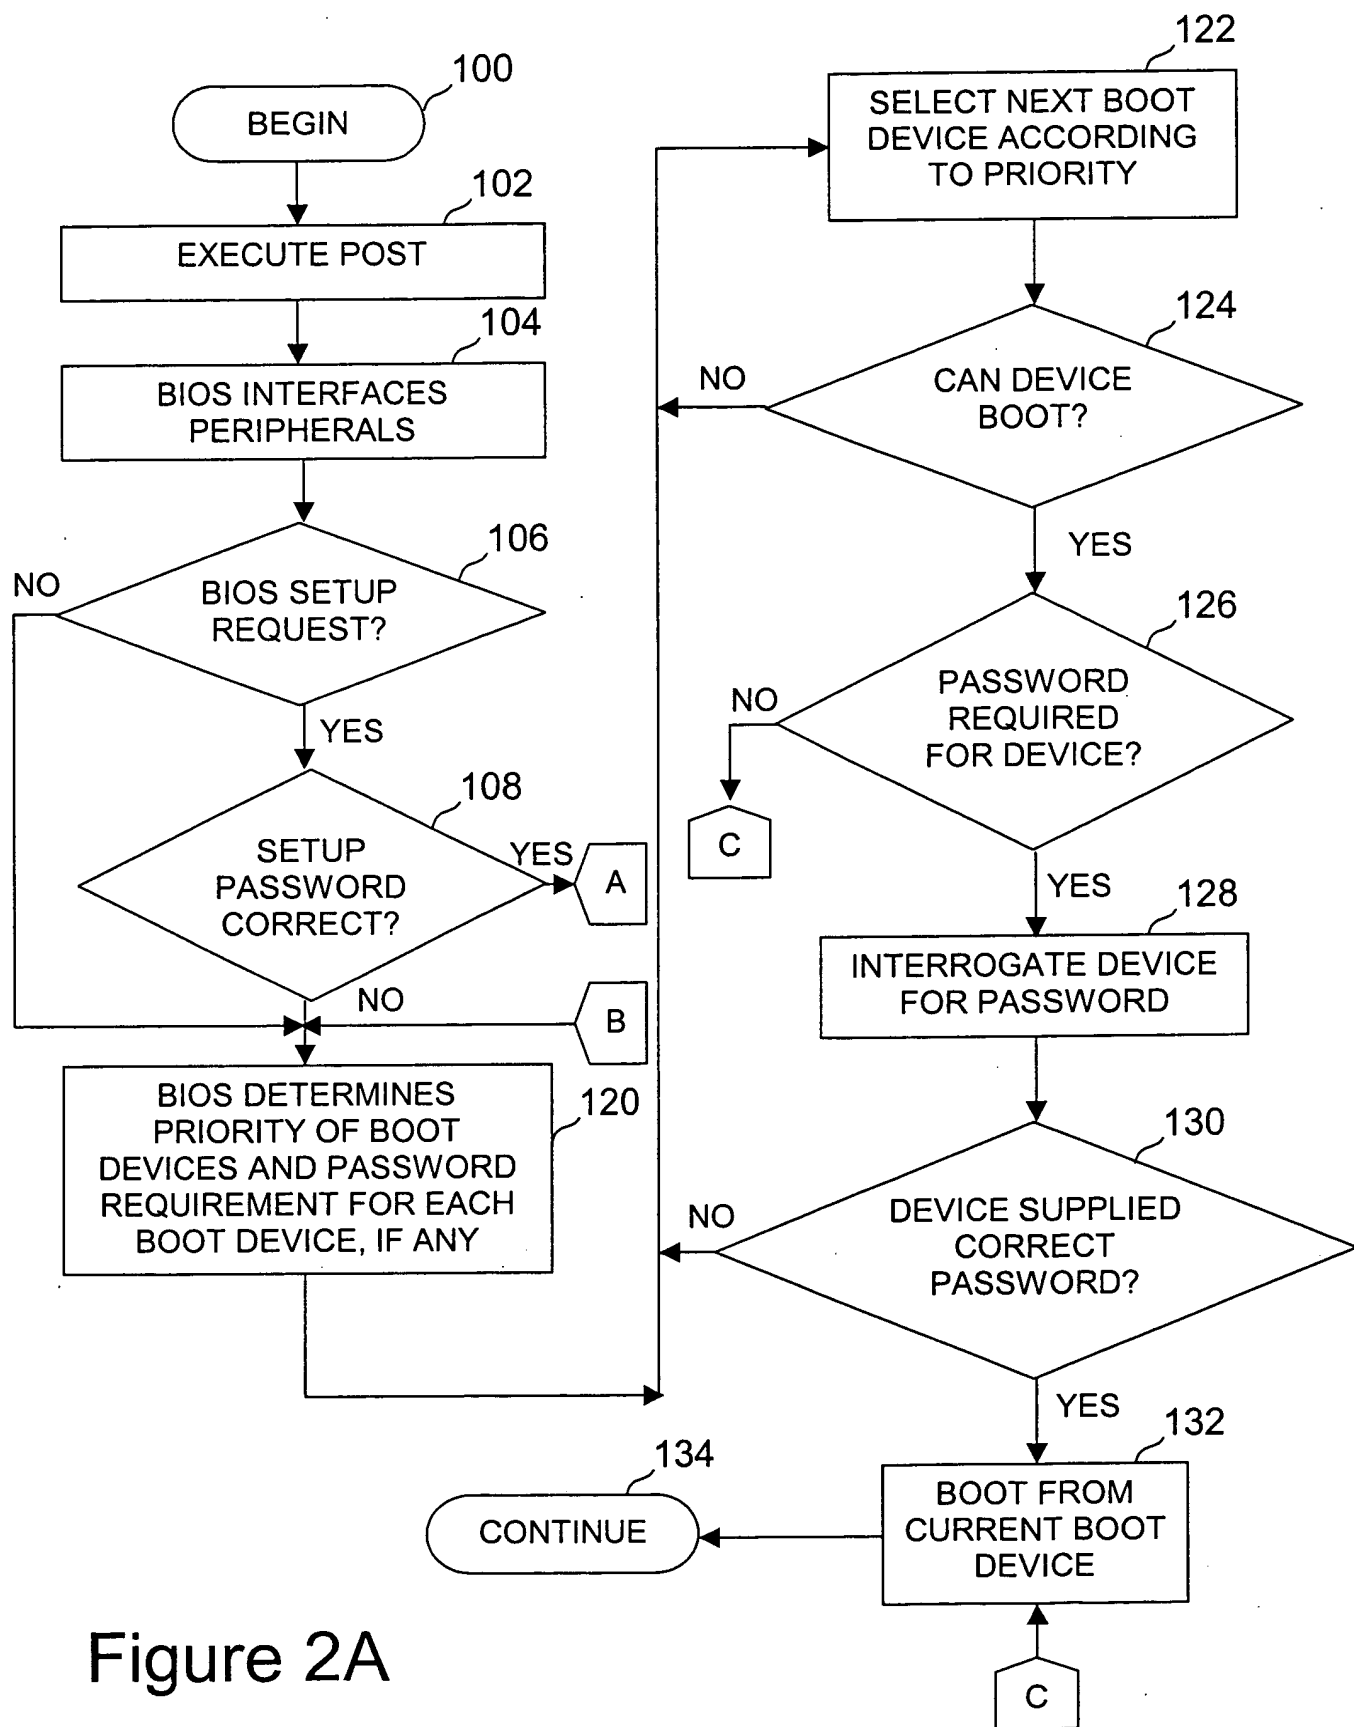 100
BEGIN
102
EXECUTE POST
104
BIOS INTERFACES
PERIPHERALS
106
NO
BIOS SETUP
REQUEST?
YES
108
SETUP
PASSWORD
CORRECT?
YES
A
NO
B
BIOS DETERMINES
PRIORITY OF BOOT
DEVICES AND PASSWORD
REQUIREMENT FOR EACH
BOOT DEVICE, IF ANY
120
122
SELECT NEXT BOOT
DEVICE ACCORDING
TO PRIORITY
124
NO
CAN DEVICE
BOOT?
YES
126
NO
PASSWORD
REQUIRED
FOR DEVICE?
C
YES
128
INTERROGATE DEVICE
FOR PASSWORD
130
NO
DEVICE SUPPLIED
CORRECT
PASSWORD?
YES
132
134
BOOT FROM
CURRENT BOOT
DEVICE
CONTINUE
C
Figure 2A